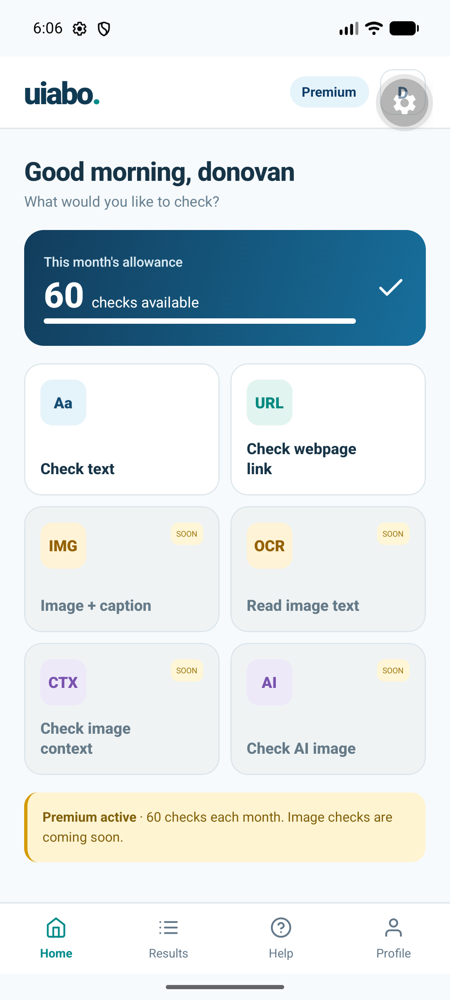 6:06
uiabo.
Premium
D
Good morning, donovan
What would you like to check?
This month's allowance
60 checks available
Aa
Check text
URL
Check webpage
link
IMG
SOON
Image + caption
OCR
SOON
Read image text
CTX
SOON
Check image
context
AI
SOON
Check AI image
Premium active · 60 checks each month. Image checks are
coming soon.
Home
Results
Help
Profile